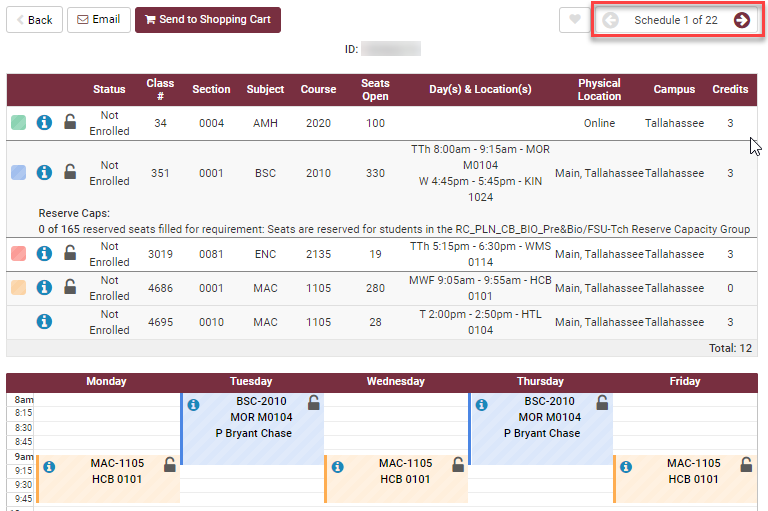 Back Email Send to Shopping Cart Schedule 1 of 22
ID:
Status Class # Section Subject Course Seats Open Day(s) & Location(s) Physical Location Campus Credits
Not Enrolled 34 0004 AMH 2020 100 Online Tallahassee 3
Not Enrolled 351 0001 BSC 2010 330 TTh 8:00am - 9:15am - MOR M0104 W 4:45pm - 5:45pm - KIN 1024 Main, Tallahassee Tallahassee 3
Reserve Caps:
0 of 165 reserved seats filled for requirement: Seats are reserved for students in the RC_PLN_CB_BIO_Pre&Bio/FSU-Tch Reserve Capacity Group
Not Enrolled 3019 0081 ENC 2135 19 TTh 5:15pm - 6:30pm - WMS 0114 Main, Tallahassee Tallahassee 3
Not Enrolled 4686 0001 MAC 1105 280 MWF 9:05am - 9:55am - HCB 0101 Main, Tallahassee Tallahassee 0
Not Enrolled 4695 0010 MAC 1105 28 T 2:00pm - 2:50pm - HTL 0104 Main, Tallahassee Tallahassee 3
Total: 12
Monday Tuesday Wednesday Thursday Friday
8am BSC-2010 BSC-2010
8:15 MOR M0104 MOR M0104
8:30 P Bryant Chase P Bryant Chase
8:45
9am MAC-1105 MAC-1105 MAC-1105
9:15 HCB 0101 HCB 0101 HCB 0101
9:30
9:45